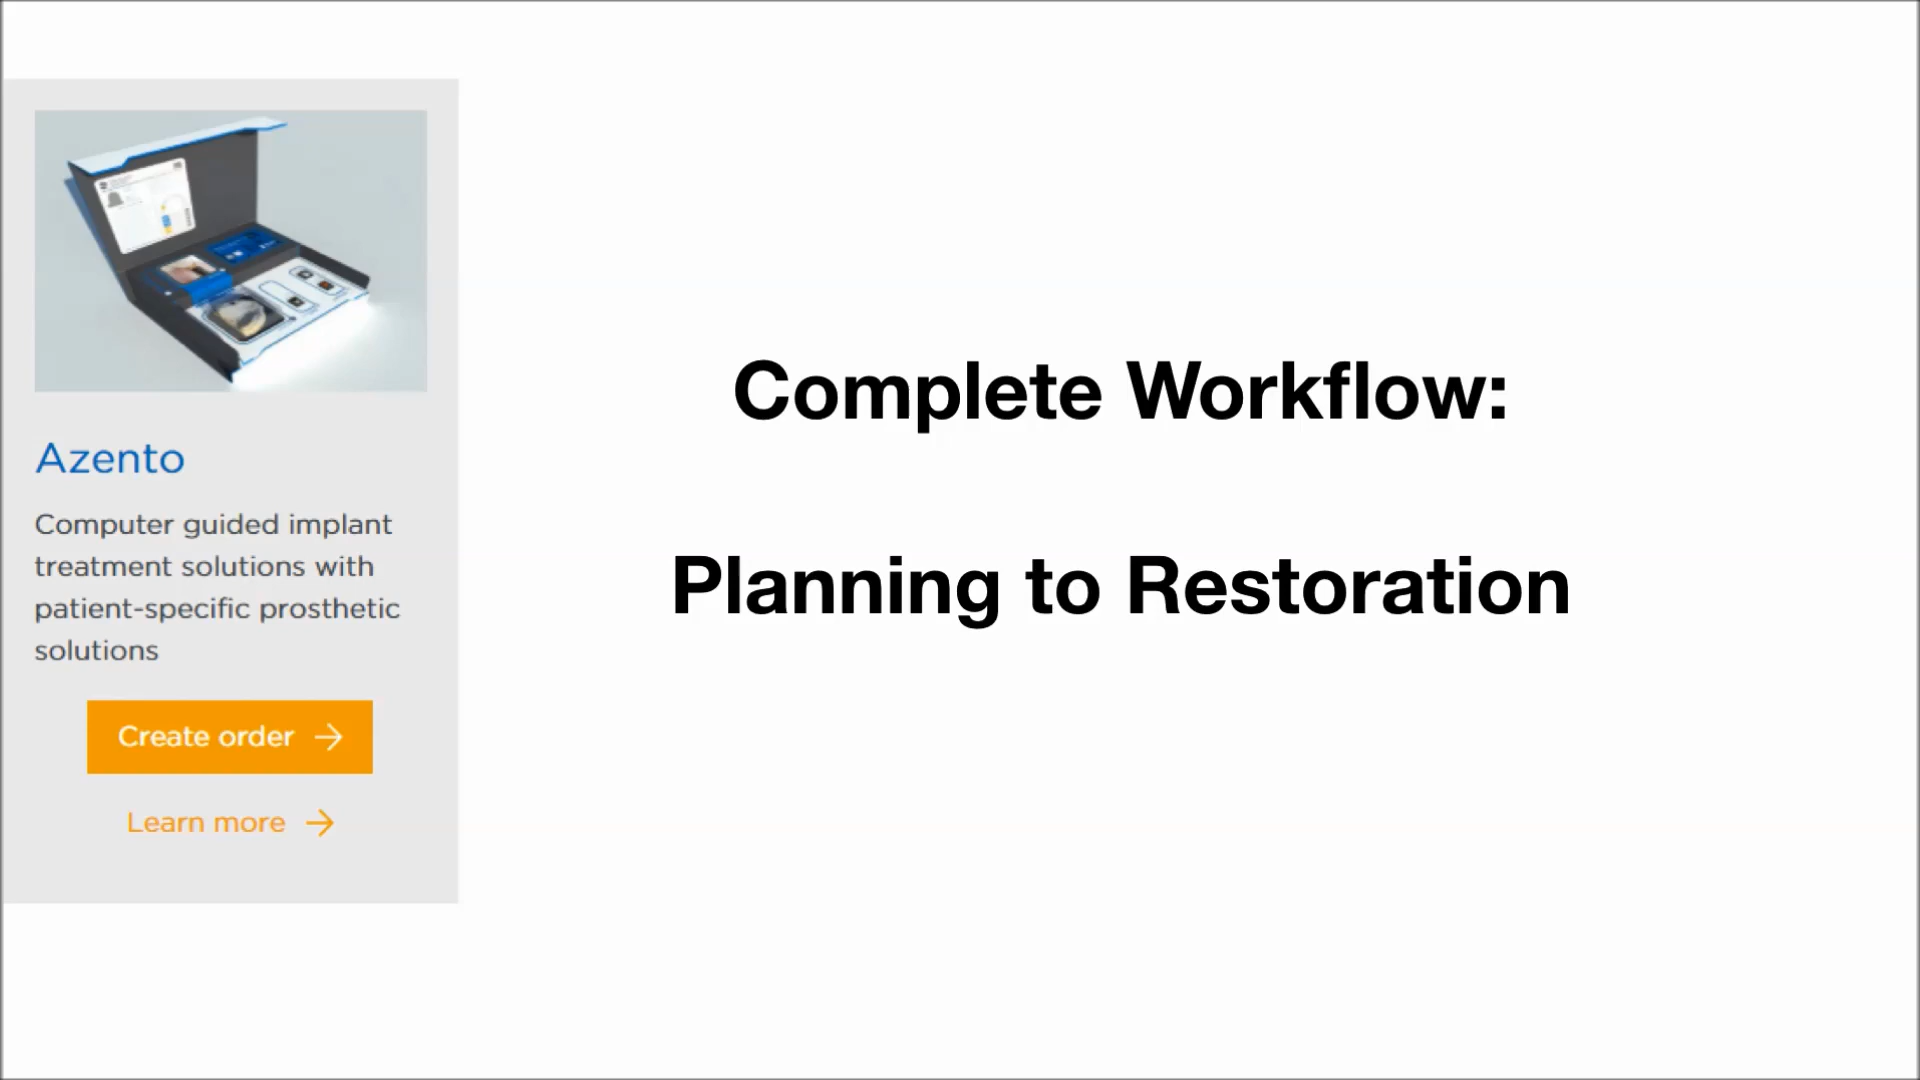 Azento
Computer guided implant
treatment solutions with
patient-specific prosthetic
solutions
Create order
Learn more
Complete Workflow:
Planning to Restoration